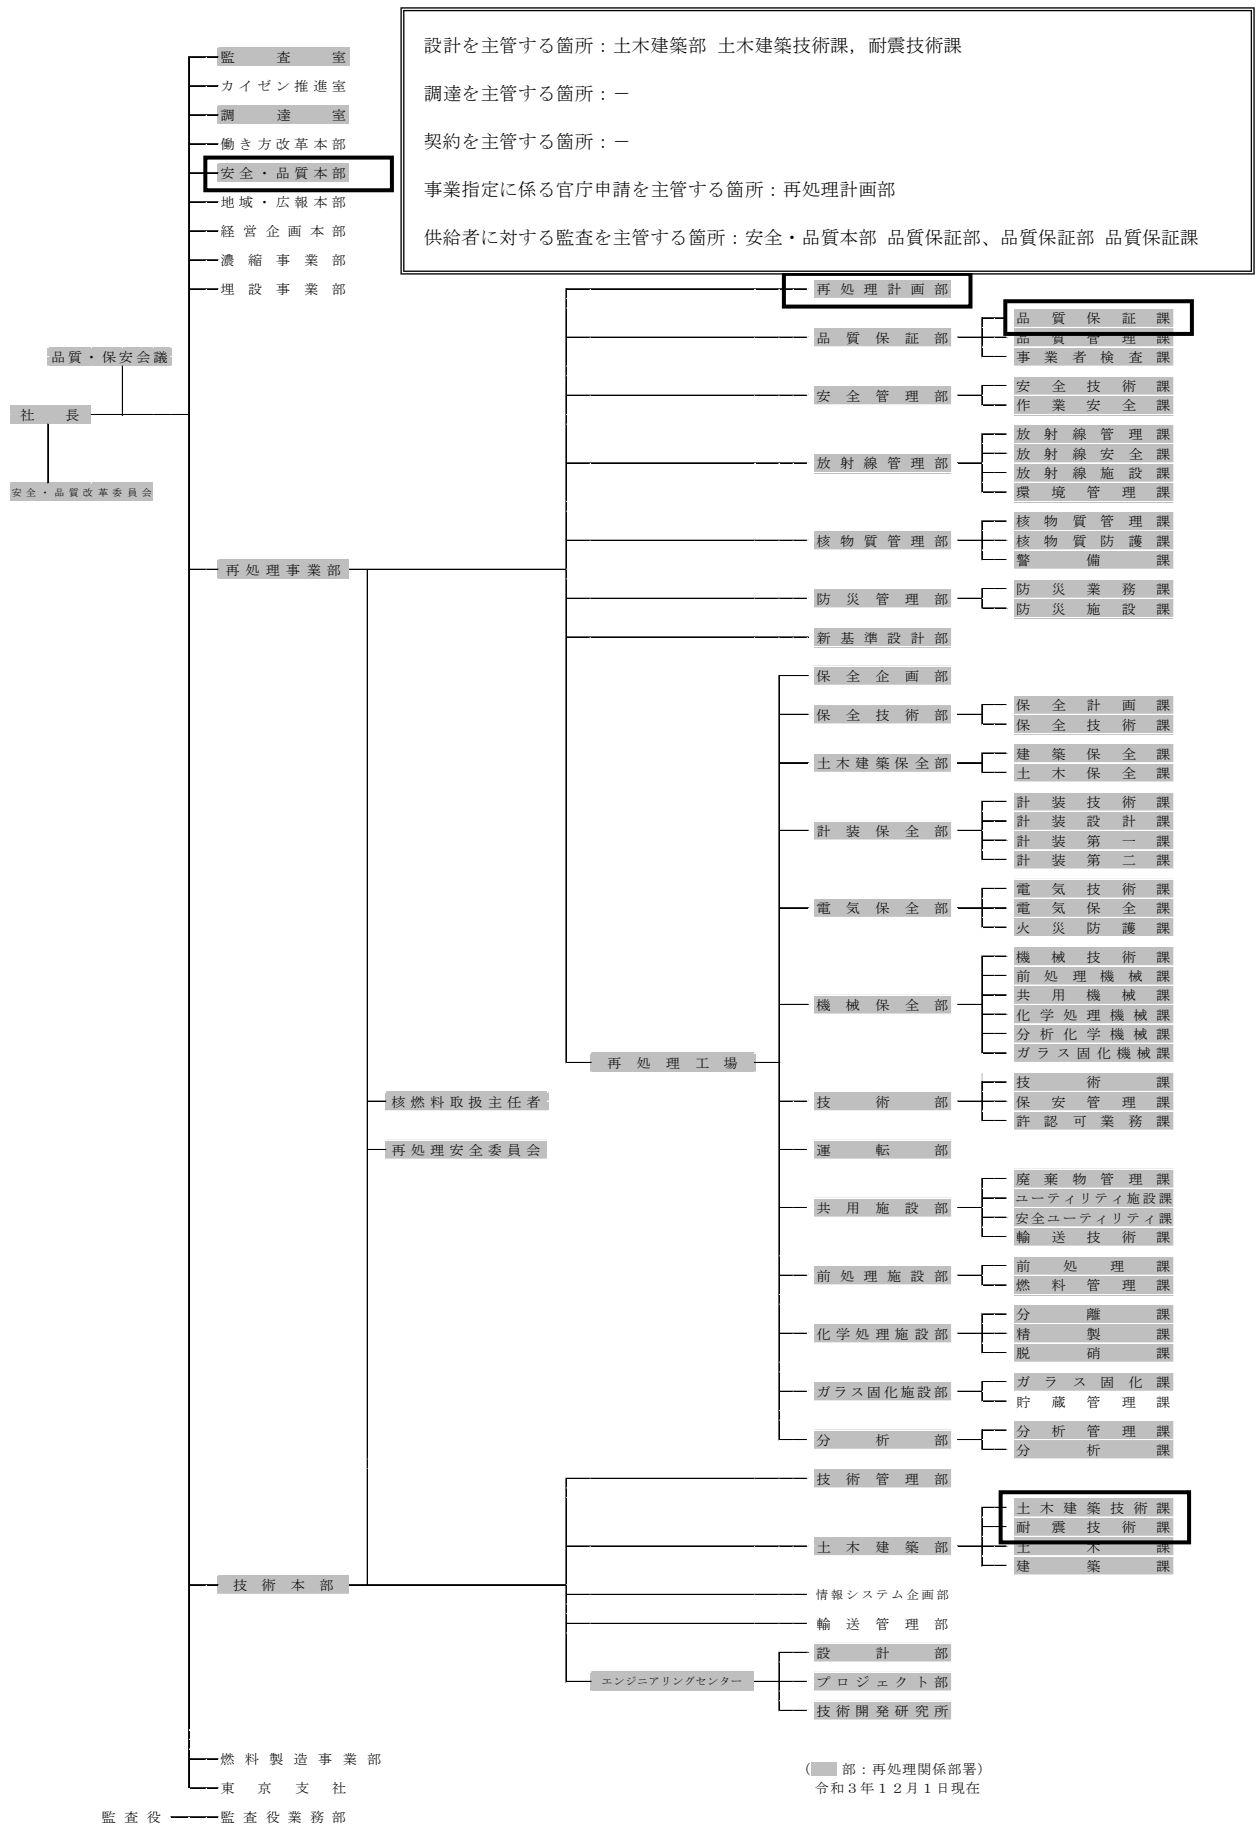 設計を主管する箇所：土木建築部 土木建築技術課，耐震技術課
調達を主管する箇所：－
契約を主管する箇所：－
事業指定に係る官庁申請を主管する箇所：再処理計画部
供給者に対する監査を主管する箇所：安全・品質本部 品質保証部、品質保証部 品質保証課
監査室
カイゼン推進室
調達室
働き方改革本部
安全・品質本部
地域・広報本部
経営企画本部
濃縮事業部
埋設事業部
品質・保安会議
社長
安全・品質改革委員会
再処理事業部
再処理計画部
品質保証部
品質保証課
品質管理課
事業者検査課
安全管理部
安全技術課
作業安全課
放射線管理部
放射線管理課
放射線安全課
放射線施設課
環境管理課
核物質管理部
核物質管理課
核物質防護課
警備課
防災管理部
防災業務課
防災施設課
新基準設計部
再処理工場
保全企画部
保全技術部
保全計画課
保全技術課
土木建築保全部
建築保全課
土木保全課
計装保全部
計装技術課
計装設計課
計装第一課
計装第二課
電気保全部
電気技術課
電気保全課
火災防護課
機械保全部
機械技術課
前処理機械課
共用機械課
化学処理機械課
分析化学機械課
ガラス固化機械課
技術部
技術課
保安管理課
許認可業務課
運転部
共用施設部
廃棄物管理課
ユーティリティ施設課
安全ユーティリティ課
輸送技術課
前処理施設部
前処理課
燃料管理課
化学処理施設部
分離課
精製課
脱硝課
ガラス固化施設部
ガラス固化課
貯蔵管理課
分析部
分析管理課
分析課
核燃料取扱主任者
再処理安全委員会
技術本部
技術管理部
土木建築部
土木建築技術課
耐震技術課
土木課
建築課
情報システム企画部
輸送管理部
エンジニアリングセンター
設計部
プロジェクト部
技術開発研究所
燃料製造事業部
東京支社
監査役 監査役業務部
( 部：再処理関係部署)
令和３年１２月１日現在